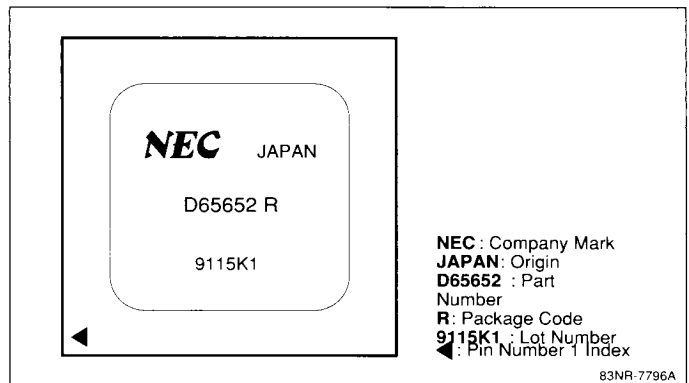 NEC JAPAN
D65652 R
9115K1
NEC : Company Mark
JAPAN: Origin
D65652 : Part
Number
R: Package Code
9115K1 : Lot Number
◀: Pin Number 1 Index
83NR-7796A